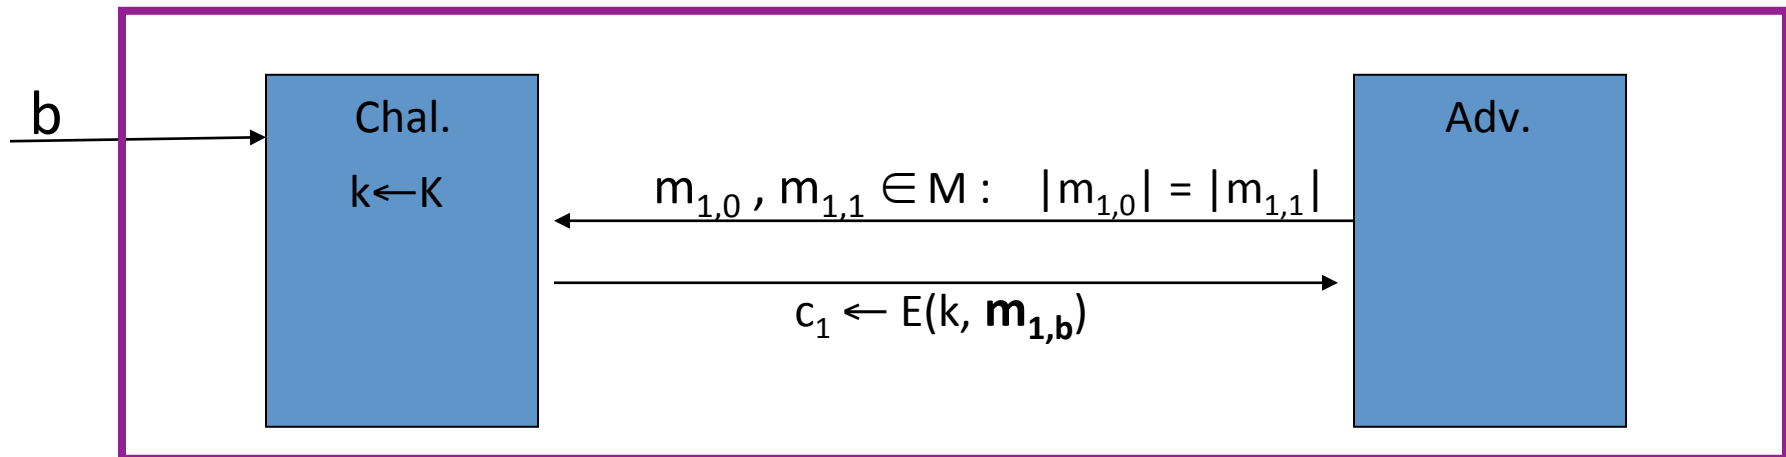 b
Chal.
k←K
Adv.
m₁,₀ , m₁,₁ ∈ M : |m₁,₀| = |m₁,₁|
c₁ ← E(k, m₁,b)